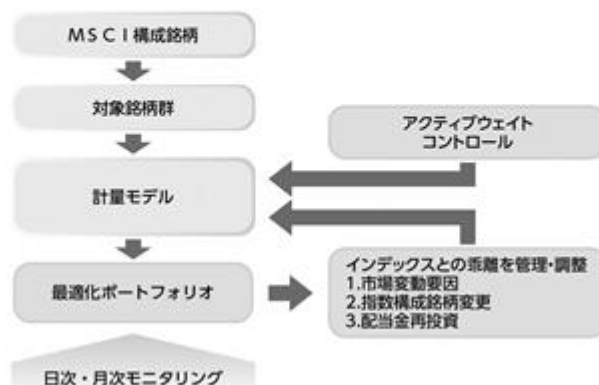 MSCI構成銘柄
対象銘柄群
アクティブウェイト
コントロール
計量モデル
最適化ポートフォリオ
インデックスとの乖離を管理・調整
1.市場変動要因
2.指数構成銘柄変更
3.配当金再投資
日次・月次モニタリング